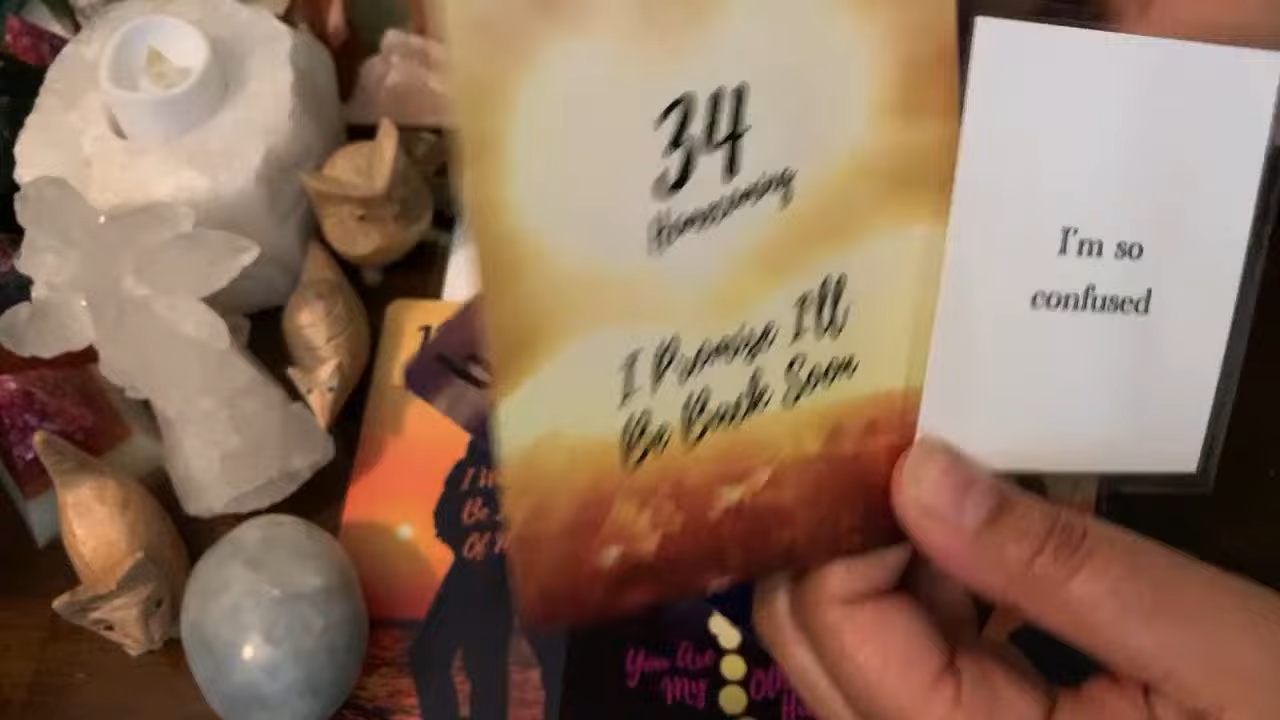 34
Homecoming
I Promise I'll
Be Back Soon
I'm so
confused
You Are
My